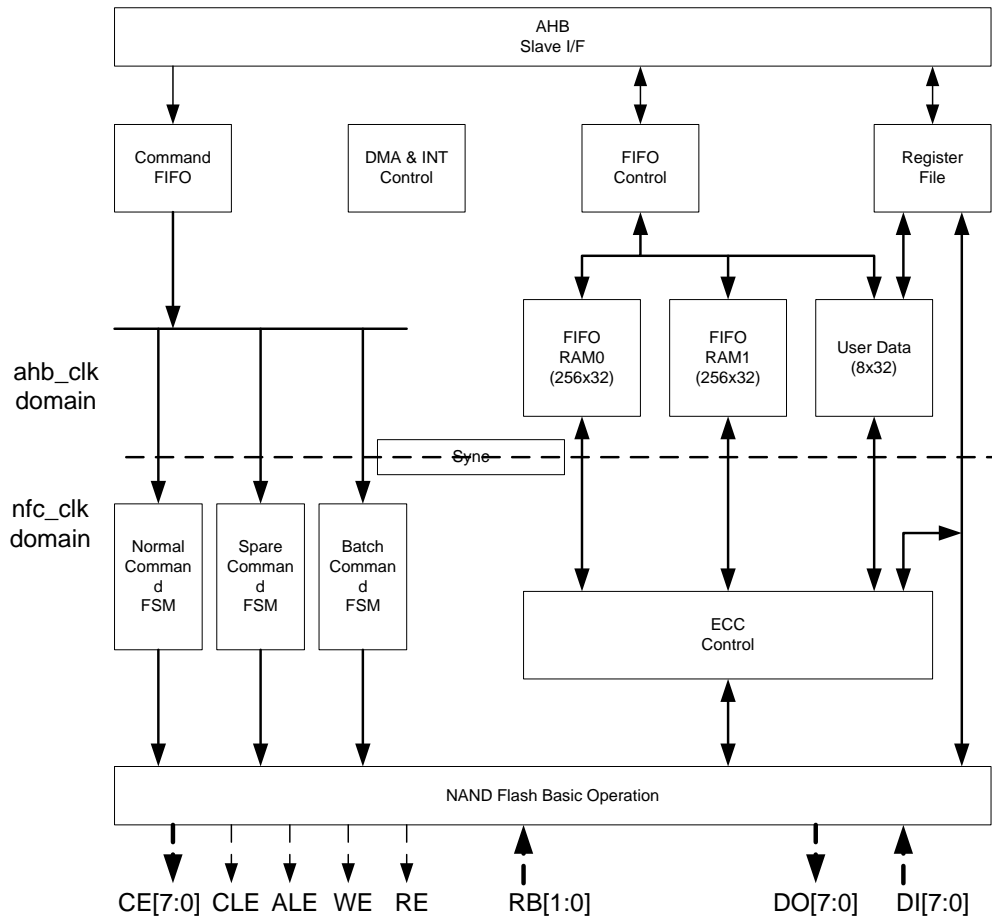 AHB
Slave I/F
Command
FIFO
DMA & INT
Control
FIFO
Control
Register
File
FIFO
RAM0
(256x32)
FIFO
RAM1
(256x32)
User Data
(8x32)
ahb_clk
domain
Sync
nfc_clk
domain
Normal
Comman
d
FSM
Spare
Comman
d
FSM
Batch
Comman
d
FSM
ECC
Control
NAND Flash Basic Operation
CE[7:0]
CLE
ALE
WE
RE
RB[1:0]
DO[7:0]
DI[7:0]